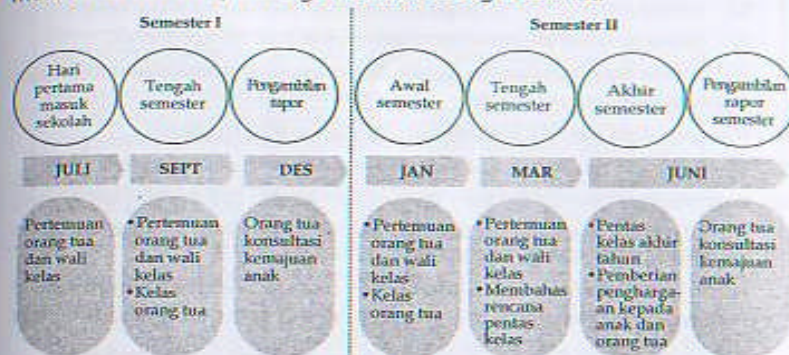 Semester I
Semester II
Hari
pertama
masuk
sekolah
Tengah
semester
Pengambilan
rapor
Awal
semester
Tengah
semester
Akhir
semester
Pengambilan
rapor
semester
JULI
SEPT
DES
JAN
MAR
JUNI
Pertemuan
orang tua
dan wali
kelas
•Pertemuan
orang tua
dan wali
kelas
•Kelas
orang tua
Orang tua
konsultasi
kemajuan
anak
•Pertemuan
orang tua
dan wali
kelas
•Kelas
orang tua
•Pertemuan
orang tua
dan wali
kelas
•Membahas
rencana
pentas
kelas
•Pentas
kelas akhir
tahun
•Pemberian
pengharga-
an kepada
anak dan
orang tua
Orang tua
konsultasi
kemajuan
anak